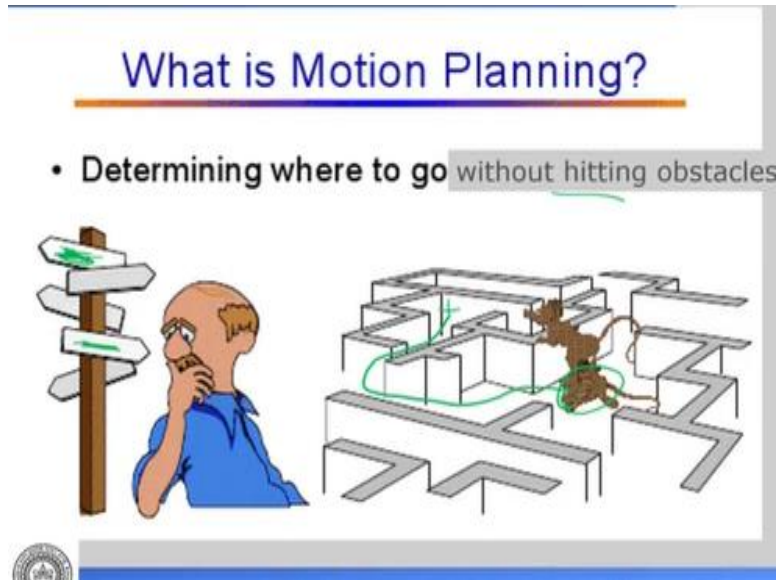 What is Motion Planning?
• Determining where to go without hitting obstacles